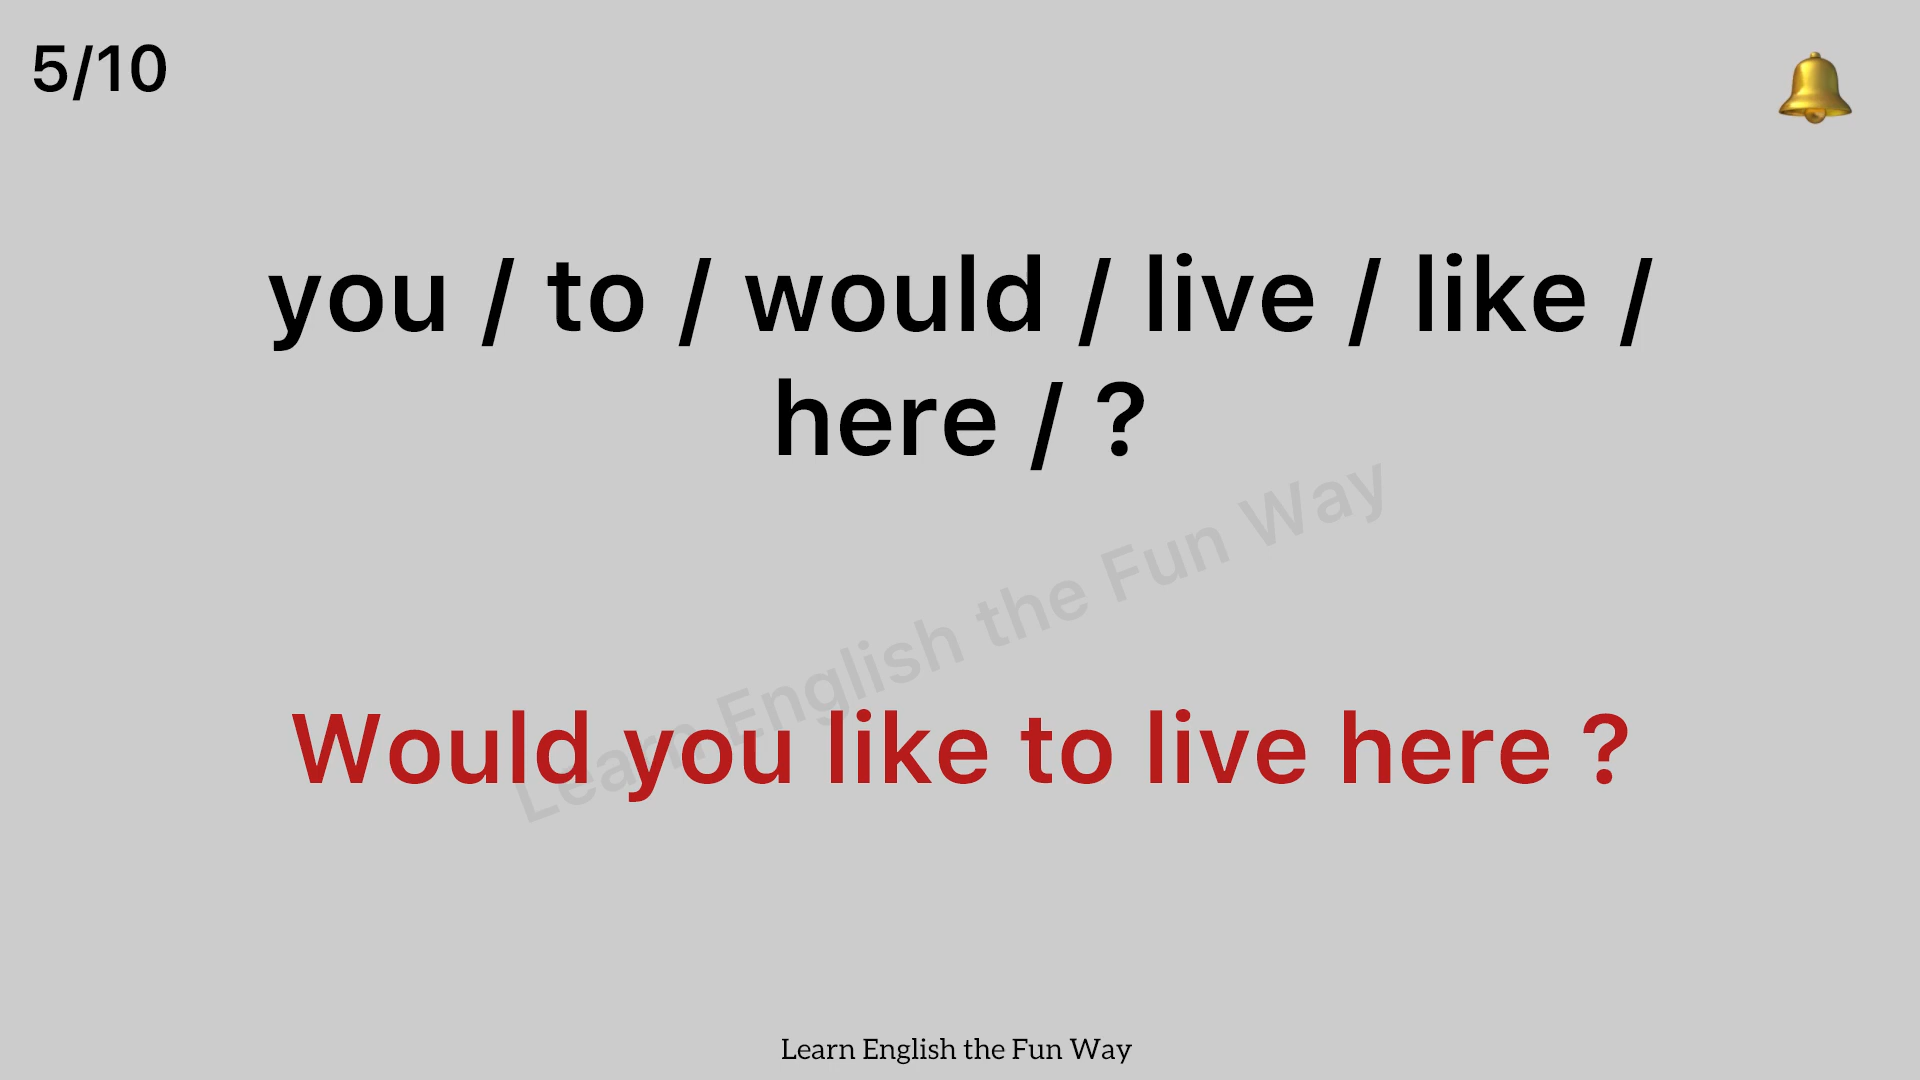 5/10
you / to / would / live / like /
here / ?
Learn English the Fun Way
Would you like to live here ?
Learn English the Fun Way